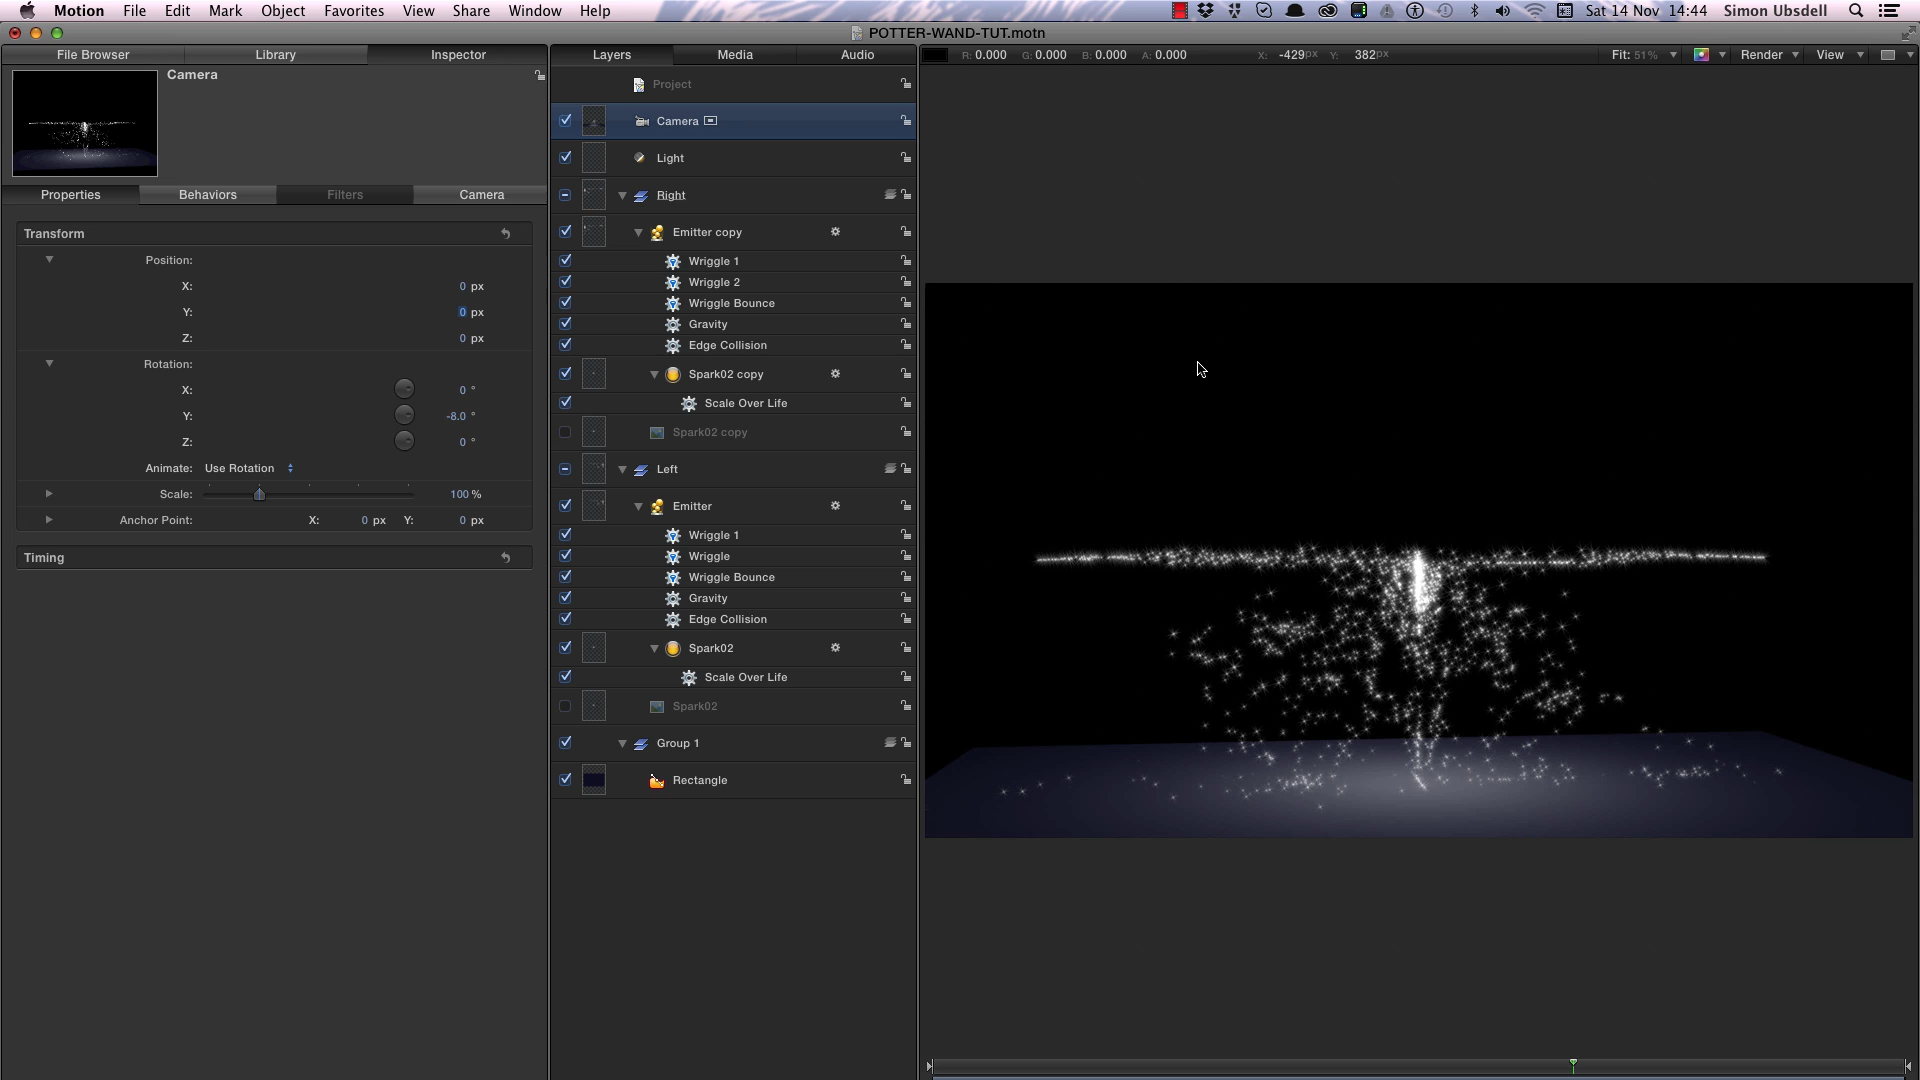 Motion File Edit Mark Object Favorites View Share Window Help Sat 14 Nov 14:44 Simon Ubsdell
POTTER-WAND-TUT.motn
File Browser Library Inspector Layers Media Audio R: 0.000 G: 0.000 B: 0.000 A: 0.000 X: -429px Y: 382px Fit: 51% Render View
Camera
Project
Camera
Light
Properties Behaviors Filters Camera
Right
Transform
Emitter copy
Position:
Wriggle 1
X: 0 px
Wriggle 2
Y: 0 px
Wriggle Bounce
Z: 0 px
Gravity
Edge Collision
Rotation:
Spark02 copy
X: 0 °
Scale Over Life
Y: -8.0 °
Spark02 copy
Z: 0 °
Left
Animate: Use Rotation
Scale: 100 %
Emitter
Anchor Point: X: 0 px Y: 0 px
Wriggle 1
Timing
Wriggle
Wriggle Bounce
Gravity
Edge Collision
Spark02
Scale Over Life
Spark02
Group 1
Rectangle